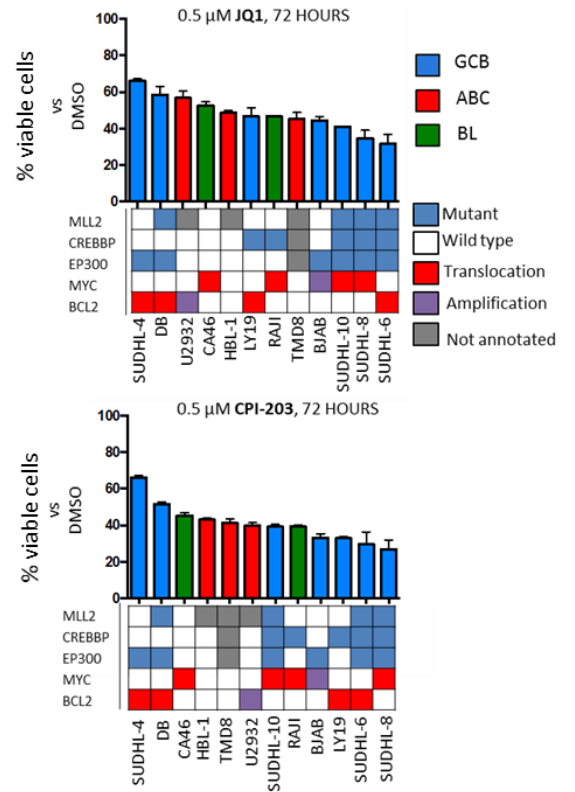 0.5 µM JQ1, 72 HOURS
% viable cells
vs
DMSO
100
80
60
40
20
0
GCB
ABC
BL
MLL2
CREBBP
EP300
MYC
BCL2
Mutant
Wild type
Translocation
Amplification
Not annotated
SUDHL-4
DB
U2932
CA46
HBL-1
LY19
RAJI
TMD8
BJAB
SUDHL-10
SUDHL-8
SUDHL-6
0.5 µM CPI-203, 72 HOURS
% viable cells
vs
DMSO
100
80
60
40
20
0
MLL2
CREBBP
EP300
MYC
BCL2
SUDHL-4
DB
CA46
HBL-1
TMD8
U2932
SUDHL-10
RAJI
BJAB
LY19
SUDHL-6
SUDHL-8